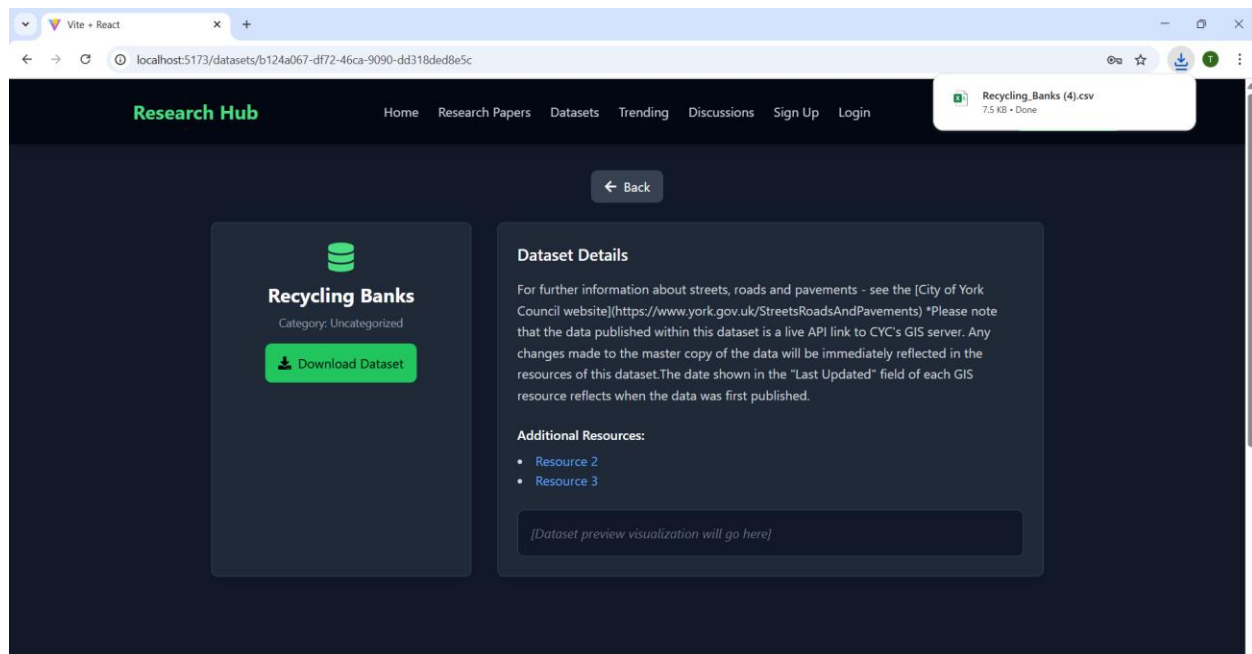 Vite + React
localhost:5173/datasets/b124a067-df72-46ca-9090-dd318ded8e5c
T
Recycling_Banks (4).csv
7.5 KB • Done
Research Hub
Home Research Papers Datasets Trending Discussions Sign Up Login
Back
Recycling Banks
Category: Uncategorized
Download Dataset
Dataset Details
For further information about streets, roads and pavements - see the [City of York
Council website](https://www.york.gov.uk/StreetsRoadsAndPavements) *Please note
that the data published within this dataset is a live API link to CYC's GIS server. Any
changes made to the master copy of the data will be immediately reflected in the
resources of this dataset.The date shown in the "Last Updated" field of each GIS
resource reflects when the data was first published.
Additional Resources:
• Resource 2
• Resource 3
[Dataset preview visualization will go here]